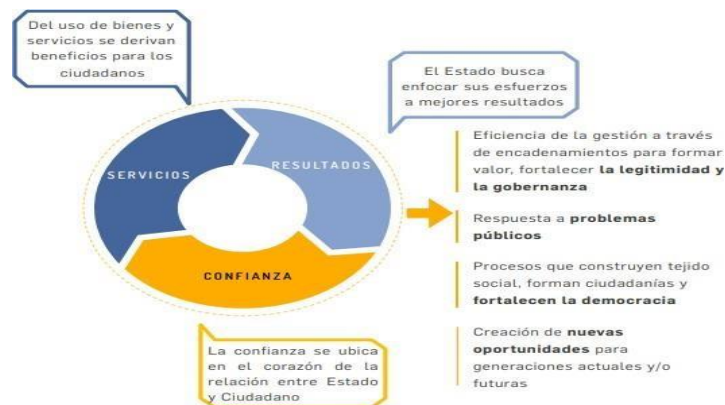 Del uso de bienes y
servicios se derivan
beneficios para los
ciudadanos
El Estado busca
enfocar sus esfuerzos
a mejores resultados
SERVICIOS
RESULTADOS
CONFIANZA
Eficiencia de la gestión a través
de encadenamientos para formar
valor, fortalecer la legitimidad y
la gobernanza
Respuesta a problemas
públicos
Procesos que construyen tejido
social, forman ciudadanías y
fortalecen la democracia
Creación de nuevas
oportunidades para
generaciones actuales y/o
futuras
La confianza se ubica
en el corazón de la
relación entre Estado
y Ciudadano